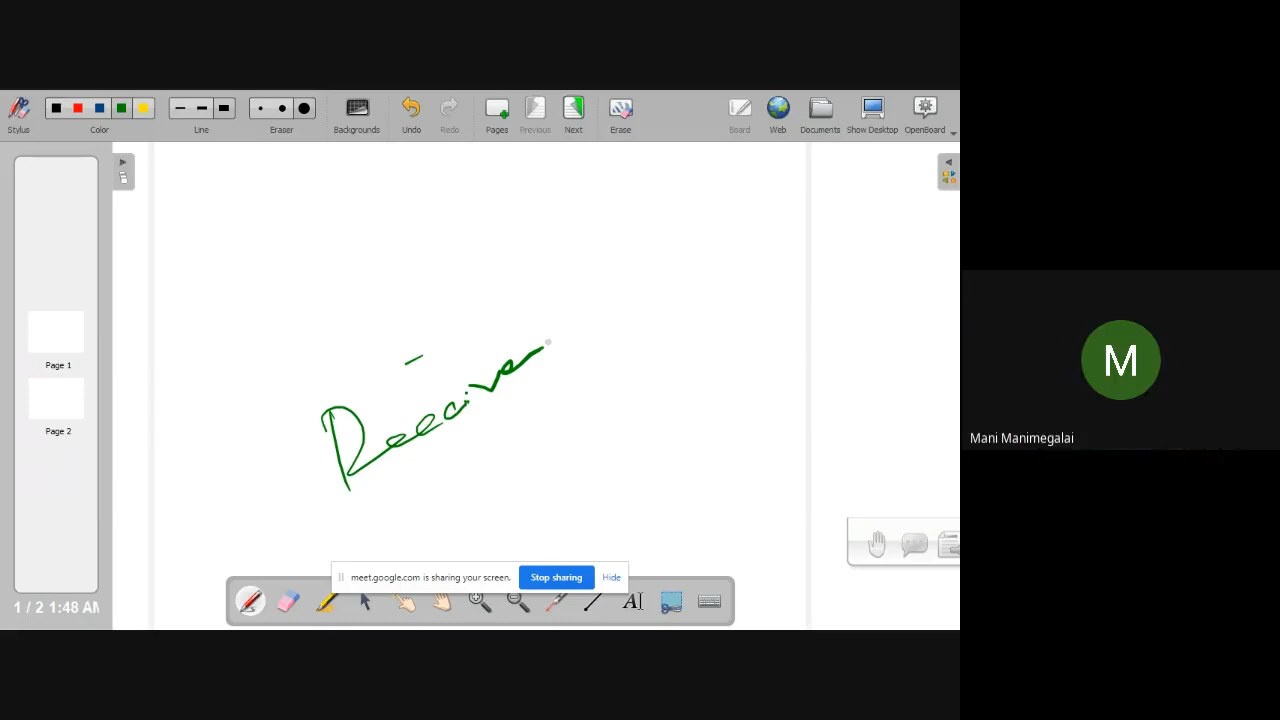 Stylus Color Line Eraser Backgrounds Undo Redo Pages Previous Next Erase Board Web Documents Show Desktop OpenBoard
Page 1
Page 2
meet.google.com is sharing your screen. Stop sharing Hide
1 / 2 1:48 AM
M
Mani Manimegalai